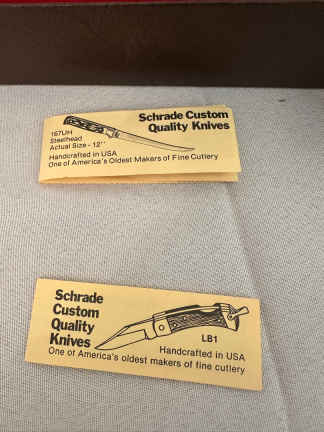 Schrade Custom
Quality Knives
167UH
Steelhead
Actual Size - 12"
Handcrafted in USA
One of America's Oldest Makers of Fine Cutlery
Schrade
Custom
Quality
Knives
LB1
Handcrafted in USA
One of America's oldest makers of fine cutlery